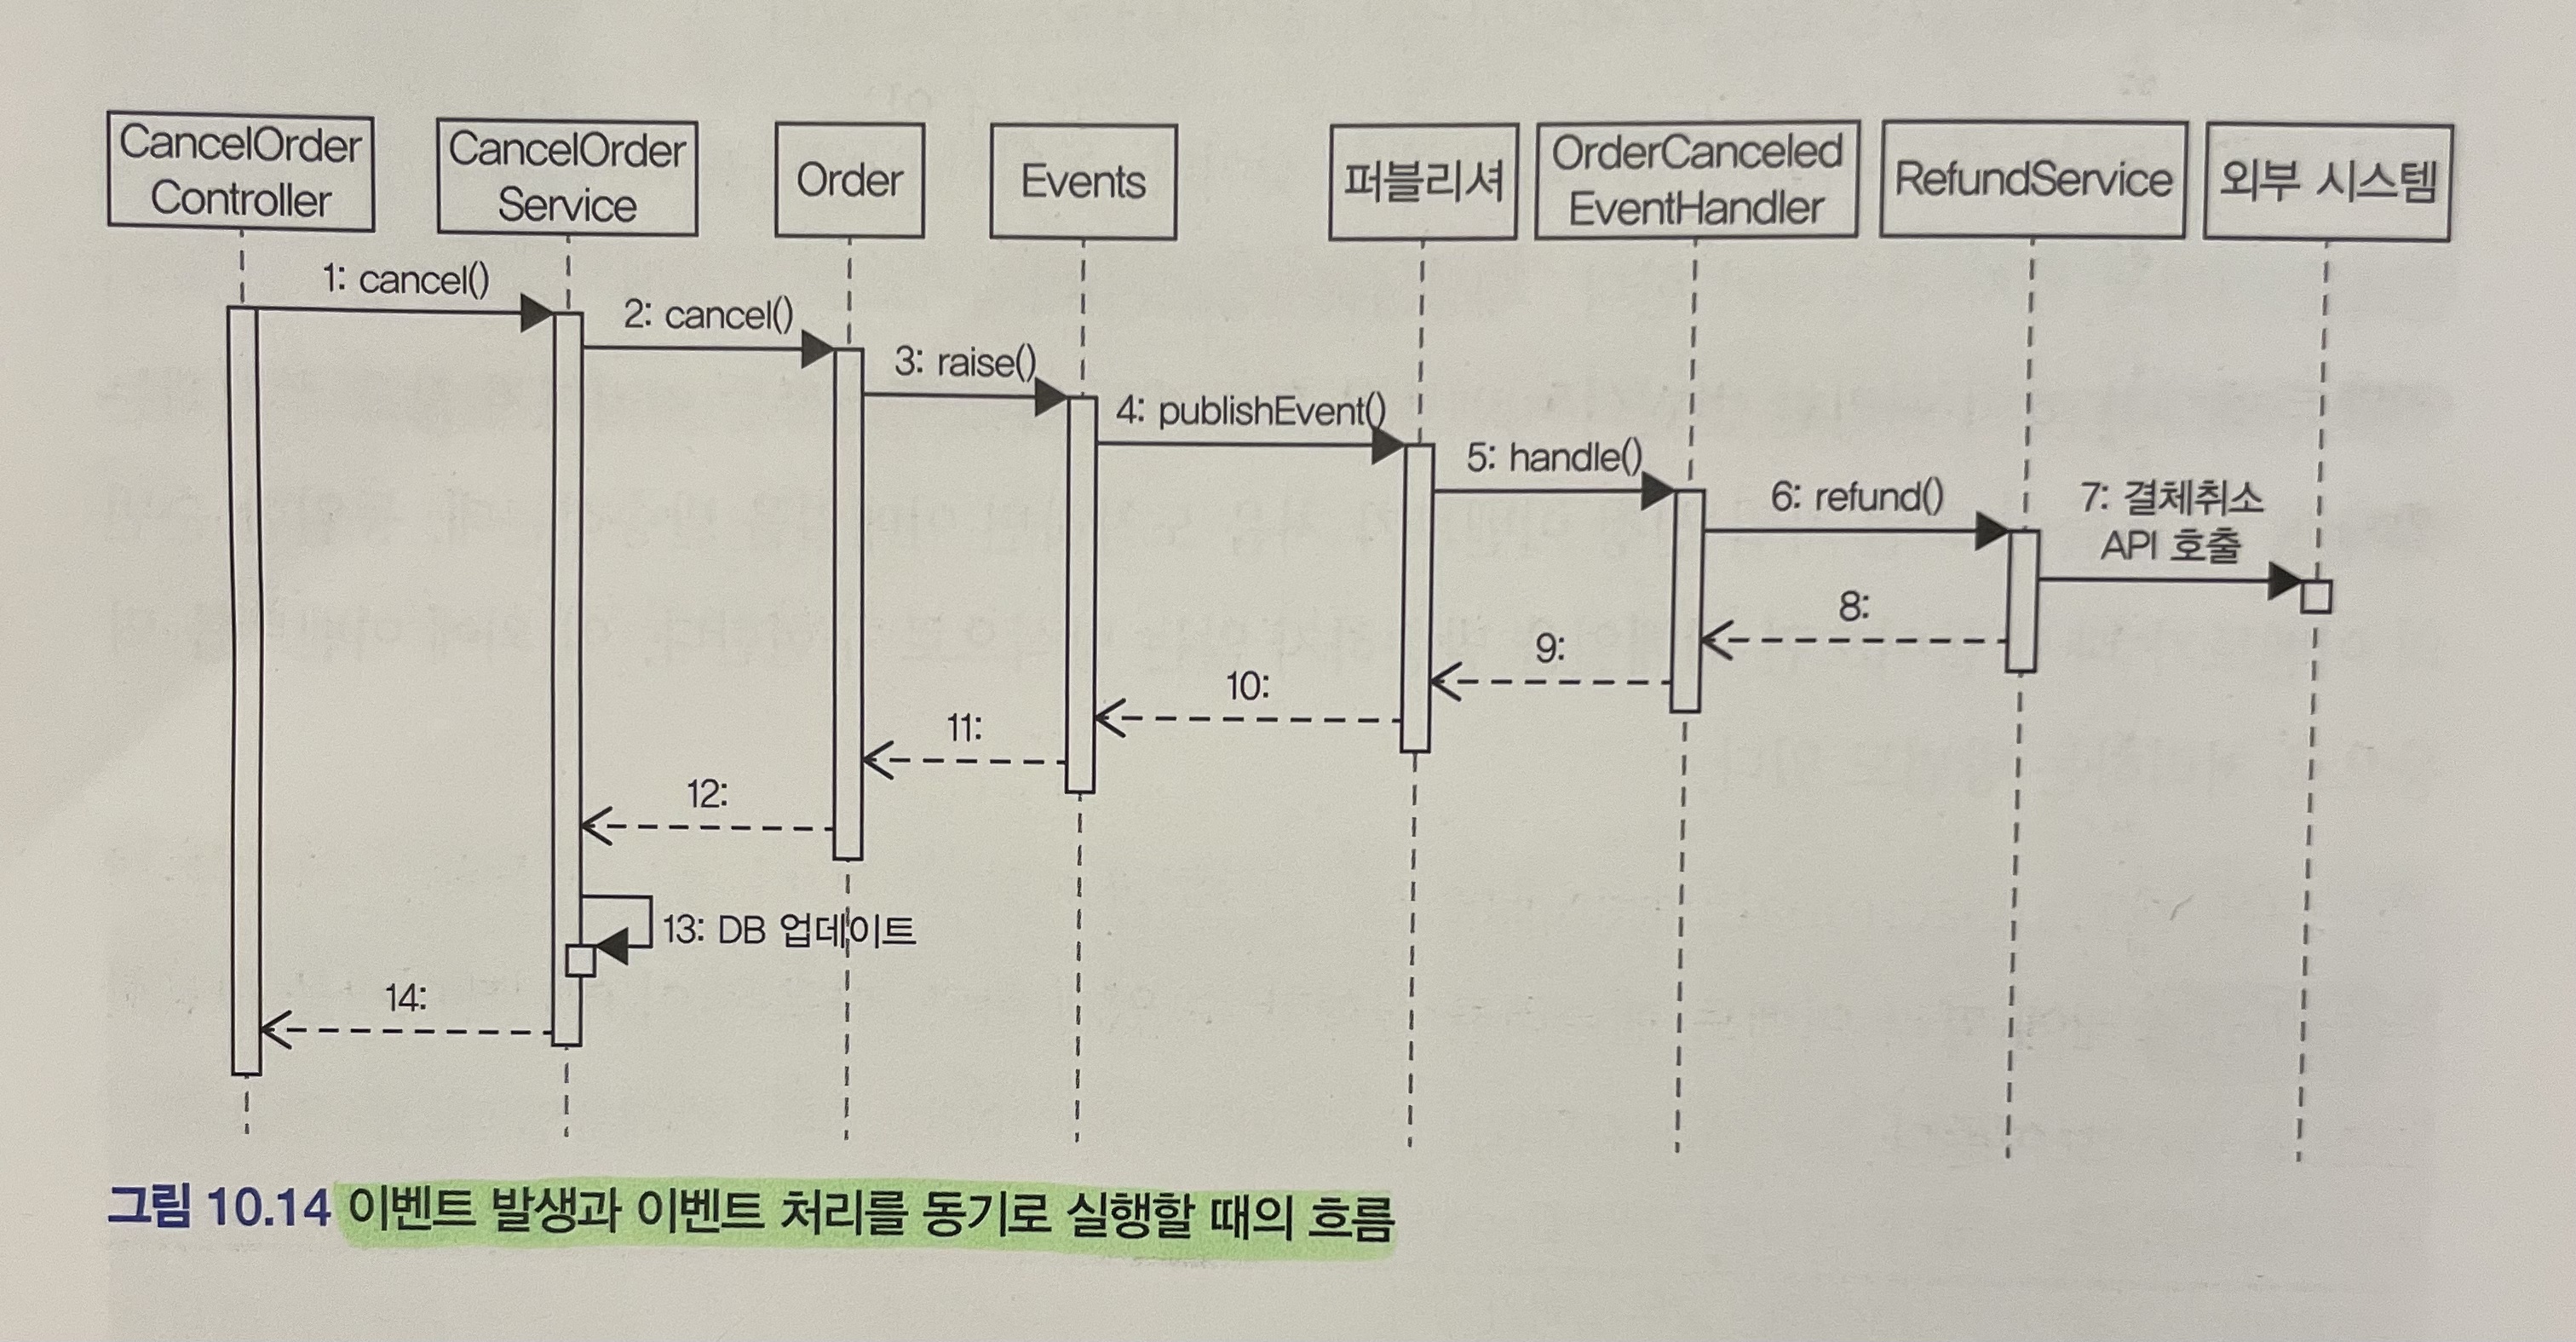 CancelOrder
Controller
CancelOrder
Service
Order
Events
퍼블리셔
OrderCanceled
EventHandler
RefundService
외부 시스템
1: cancel()
2: cancel()
3: raise()
4: publishEvent()
5: handle()
6: refund()
7: 결체취소
API 호출
8:
9:
10:
11:
12:
13: DB 업데이트
14:
그림 10.14 이벤트 발생과 이벤트 처리를 동기로 실행할 때의 흐름